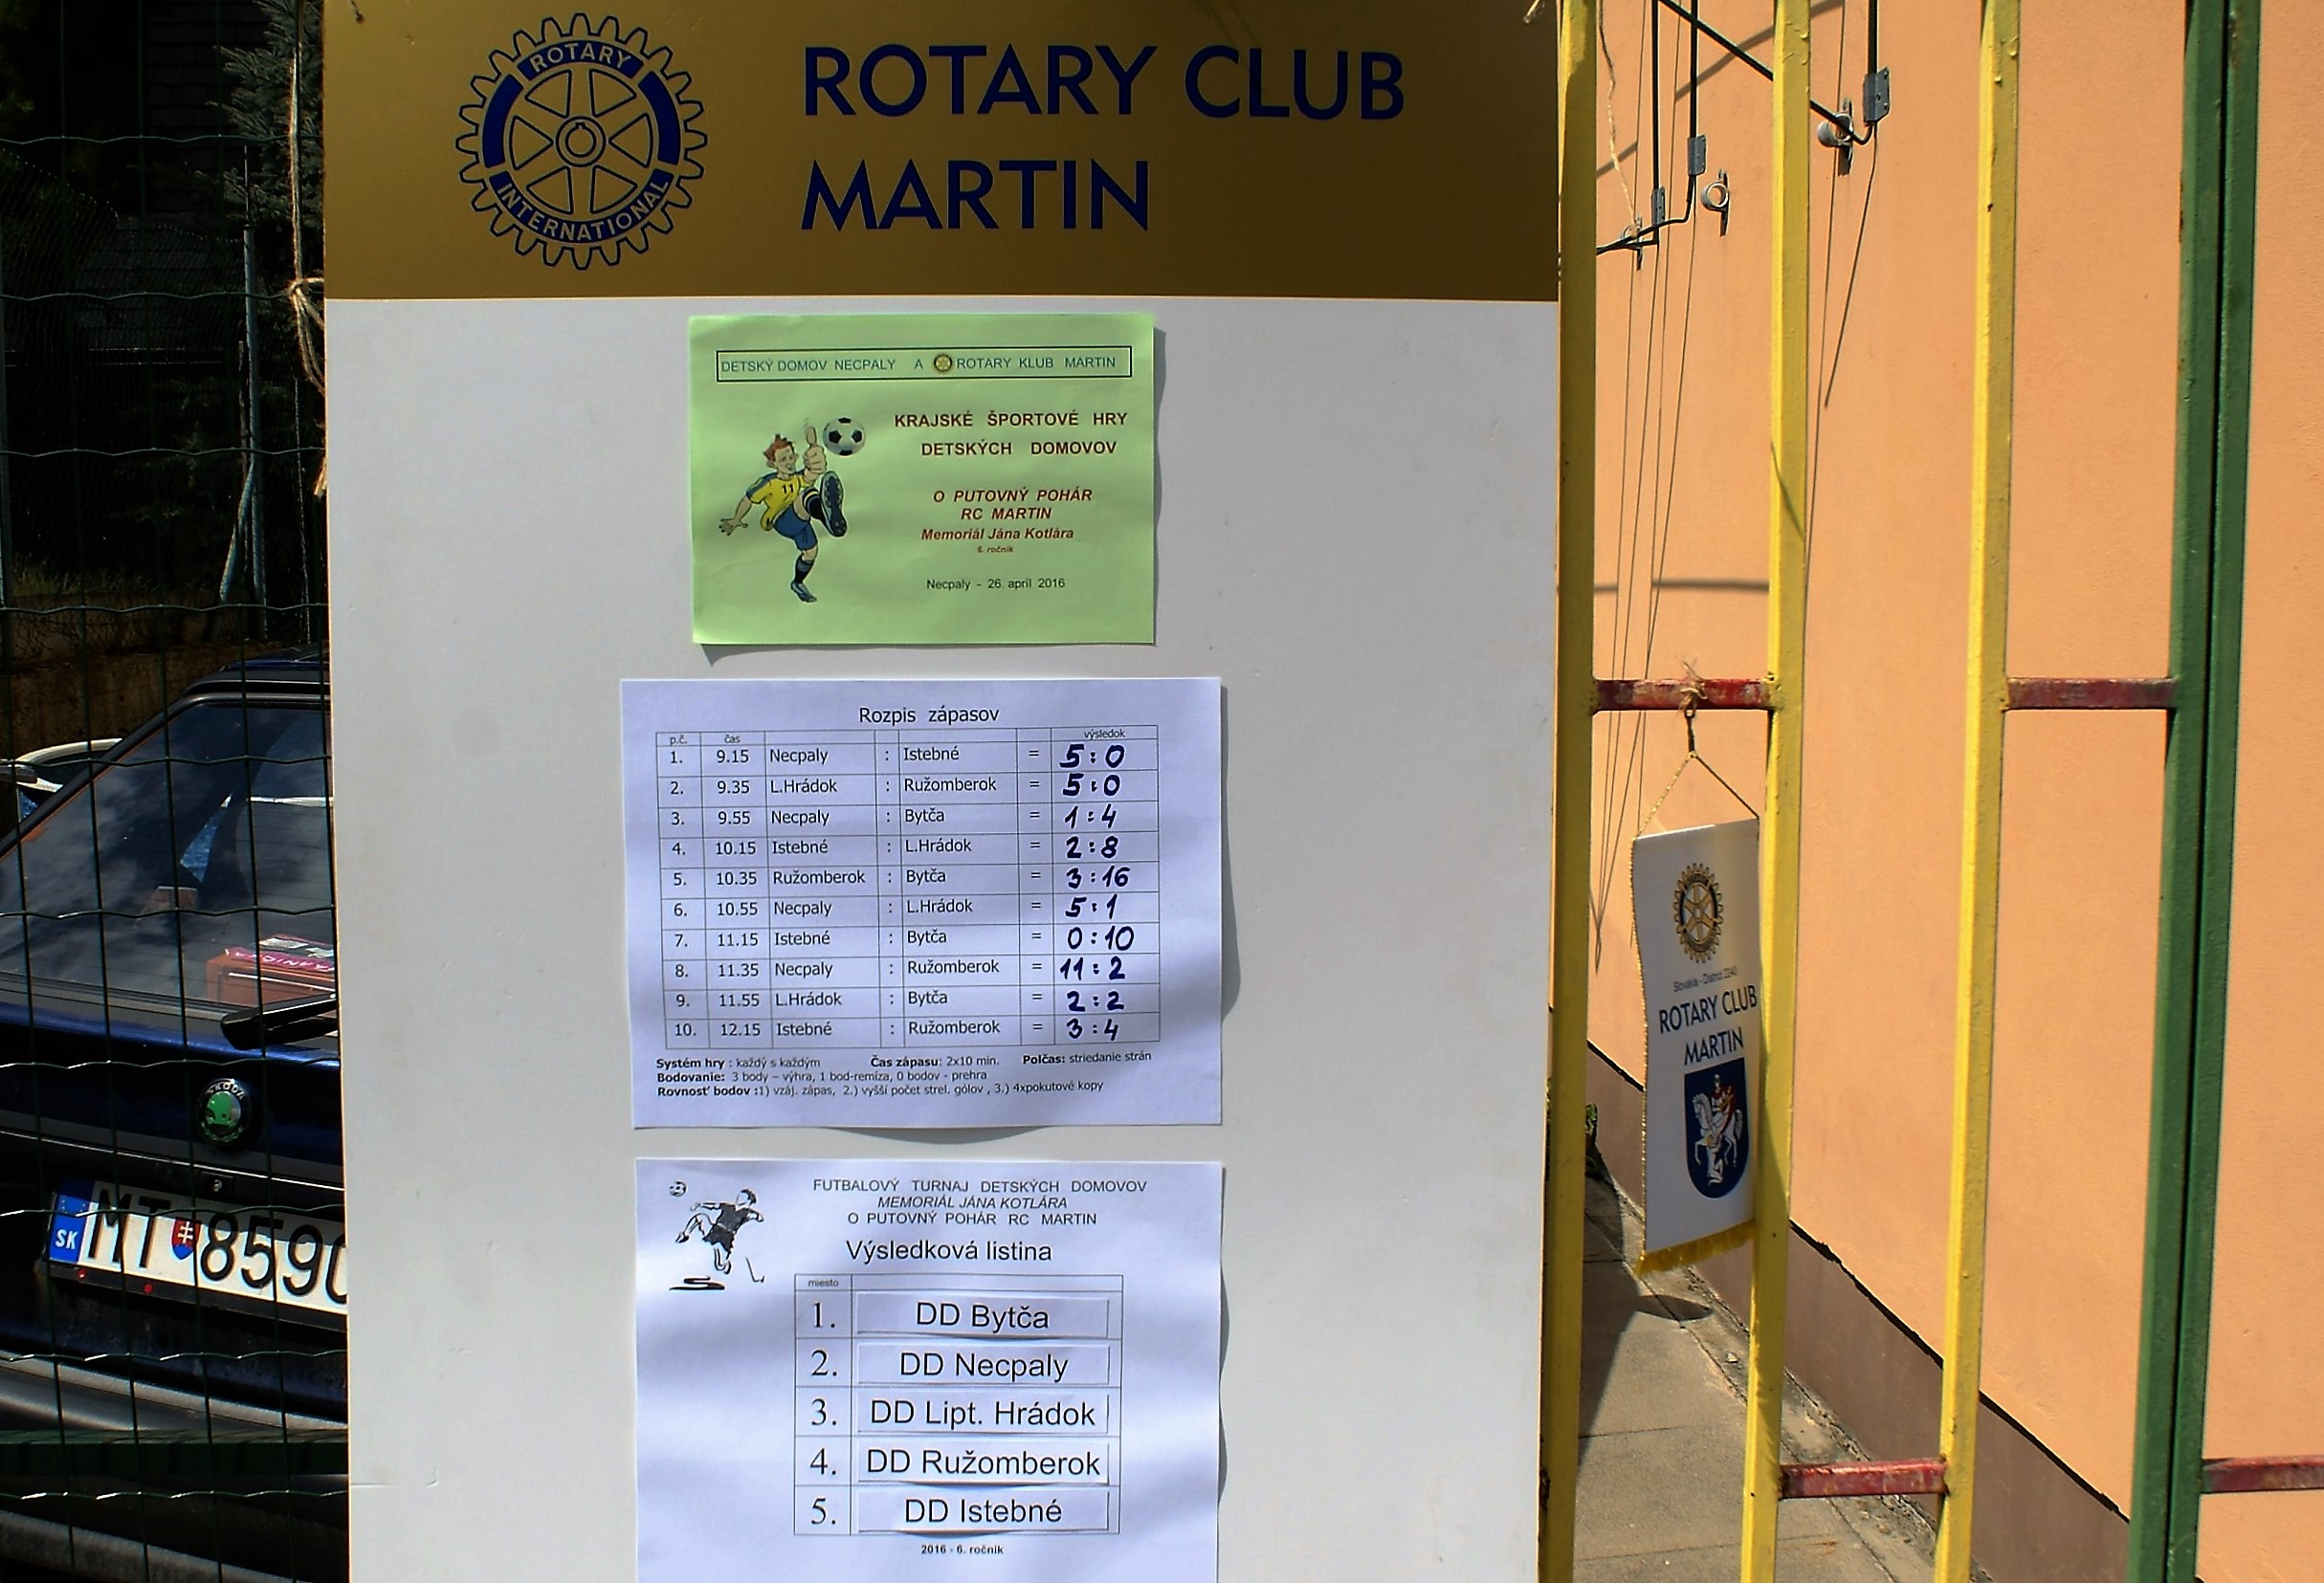 ROTARY
INTERNATIONAL
ROTARY CLUB
MARTIN
DETSKÝ DOMOV NECPALY A ROTARY KLUB MARTIN
KRAJSKÉ ŠPORTOVÉ HRY
DETSKÝCH DOMOVOV
O PUTOVNÝ POHÁR
RC MARTIN
Memoriál Jána Kotlára
6. ročník
Necpaly - 26. apríl 2016
11
Rozpis zápasov
p.č. čas výsledok
1. 9.15 Necpaly : Istebné = 5:0
2. 9.35 L.Hrádok : Ružomberok = 5:0
3. 9.55 Necpaly : Bytča = 1:4
4. 10.15 Istebné : L.Hrádok = 2:8
5. 10.35 Ružomberok : Bytča = 3:16
6. 10.55 Necpaly : L.Hrádok = 5:1
7. 11.15 Istebné : Bytča = 0:10
8. 11.35 Necpaly : Ružomberok = 11:2
9. 11.55 L.Hrádok : Bytča = 2:2
10. 12.15 Istebné : Ružomberok = 3:4
Systém hry : každý s každým Čas zápasu: 2x10 min. Polčas: striedanie strán
Bodovanie: 3 body – výhra, 1 bod-remíza, 0 bodov - prehra
Rovnosť bodov :1) vzáj. zápas, 2.) vyšší počet strel. gólov , 3.) 4xpokutové kopy
FUTBALOVÝ TURNAJ DETSKÝCH DOMOVOV
MEMORIÁL JÁNA KOTLÁRA
O PUTOVNÝ POHÁR RC MARTIN
Výsledková listina
miesto
1. DD Bytča
2. DD Necpaly
3. DD Lipt. Hrádok
4. DD Ružomberok
5. DD Istebné
2016 - 6. ročník
ŠKODA
SK MT 8590
Slovakia - District 2240
ROTARY CLUB
MARTIN